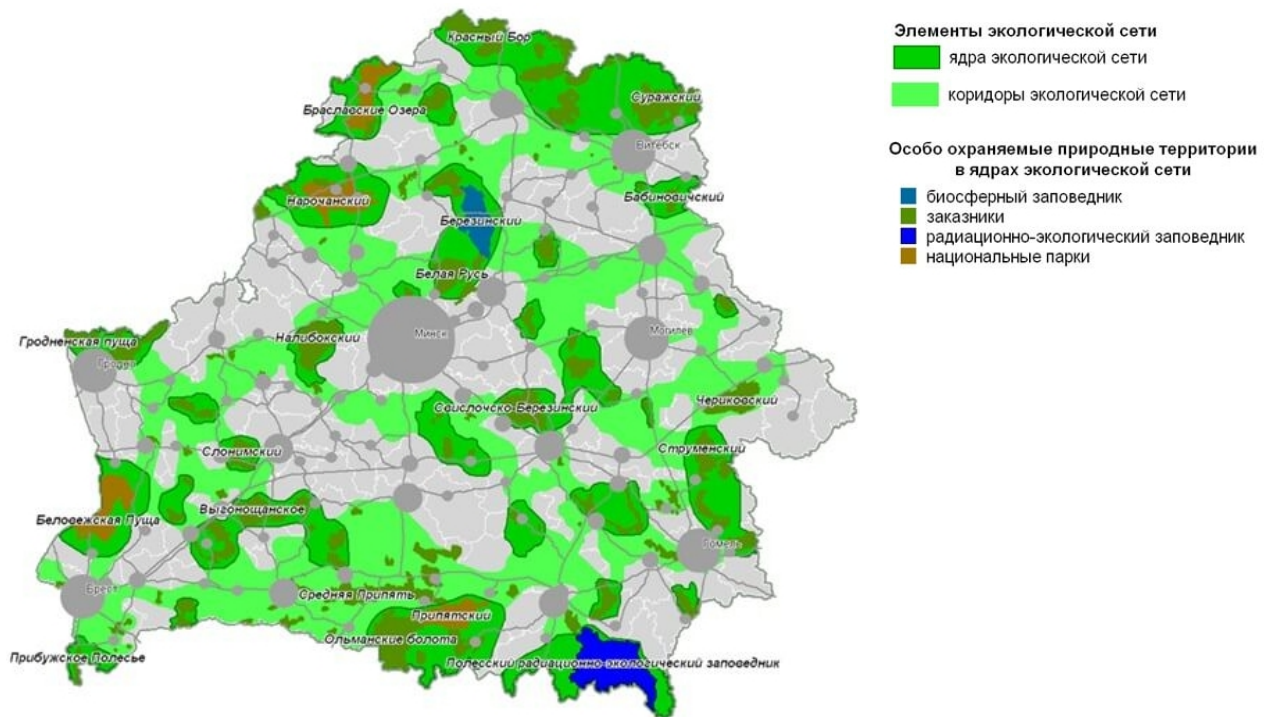 Красный Бор
Суражский
Браславские Озера
Витебск
Нарочанский
Бабиновичский
Березинский
Белая Русь
Гродненская пуща
Гродно
Налибокский
Минск
Могилев
Свислочско-Березинский
Чериковский
Слонимский
Струменский
Выгонощанское
Беловежская Пуща
Гомель
Брест
Средняя Припять
Припятский
Ольманские болота
Прибужское Полесье
Полесский радиационно-экологический заповедник
Элементы экологической сети
ядра экологической сети
коридоры экологической сети
Особо охраняемые природные территории
в ядрах экологической сети
биосферный заповедник
заказники
радиационно-экологический заповедник
национальные парки